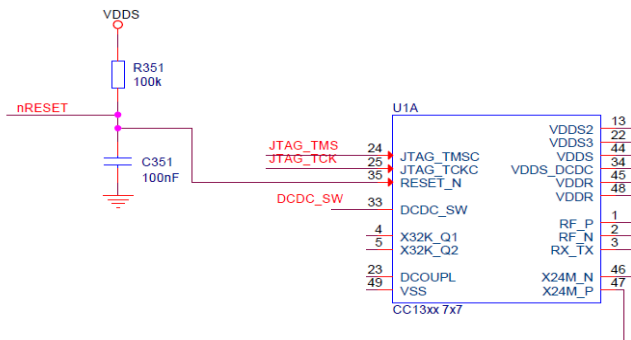 VDDS
R351
100k
nRESET
C351
100nF
U1A
JTAG_TMS 24 JTAG_TMSC
JTAG_TCK 25 JTAG_TCKC
35 RESET_N
DCDC_SW 33 DCDC_SW
4 X32K_Q1
5 X32K_Q2
23 DCOUPL
49 VSS
VDDS2 13
VDDS3 22
VDDS 44
VDDS_DCDC 34
VDDR 45
VDDR 48
RF_P 1
RF_N 2
RX_TX 3
X24M_N 46
X24M_P 47
CC13xx 7x7